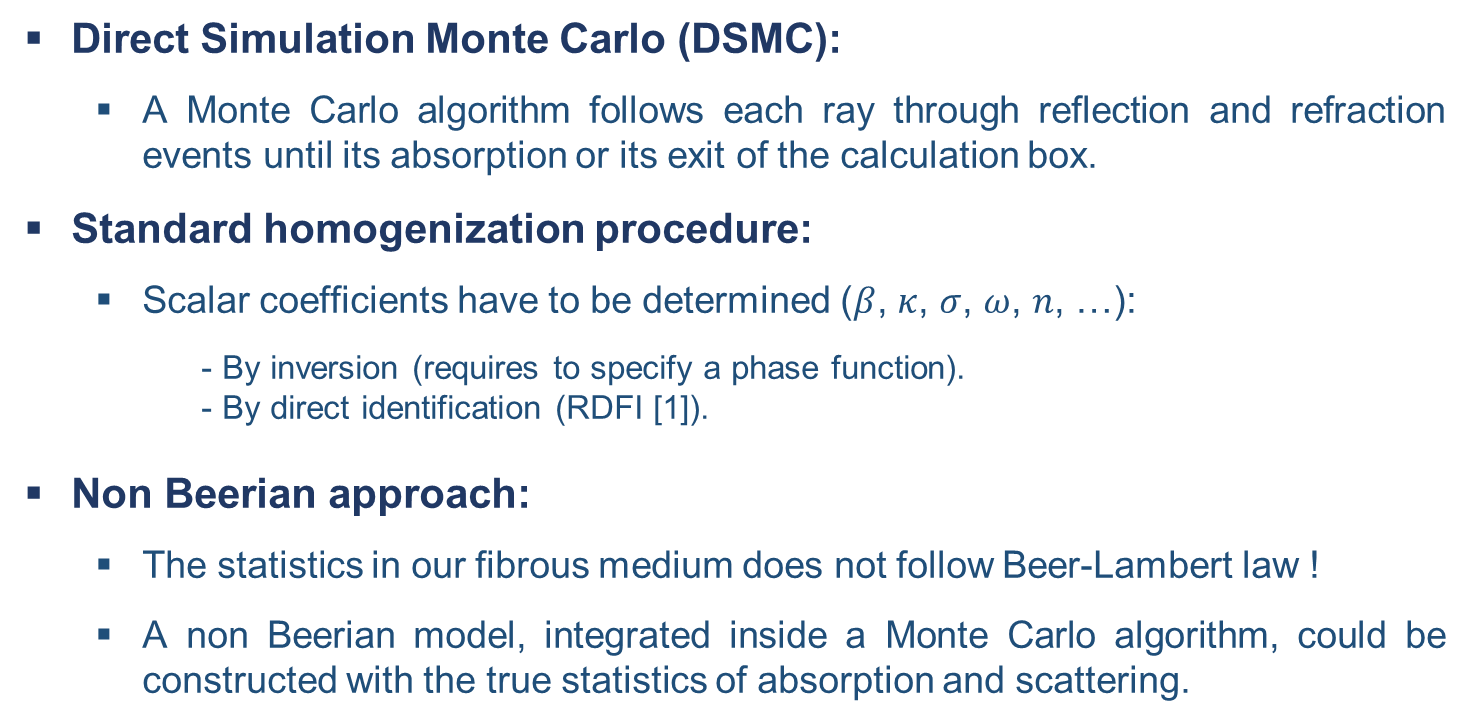 ▪ Direct Simulation Monte Carlo (DSMC):
▪ A Monte Carlo algorithm follows each ray through reflection and refraction
events until its absorption or its exit of the calculation box.
▪ Standard homogenization procedure:
▪ Scalar coefficients have to be determined (𝛽, 𝜅, 𝜎, 𝜔, 𝑛, …):
- By inversion (requires to specify a phase function).
- By direct identification (RDFI [1]).
▪ Non Beerian approach:
▪ The statistics in our fibrous medium does not follow Beer-Lambert law !
▪ A non Beerian model, integrated inside a Monte Carlo algorithm, could be
constructed with the true statistics of absorption and scattering.